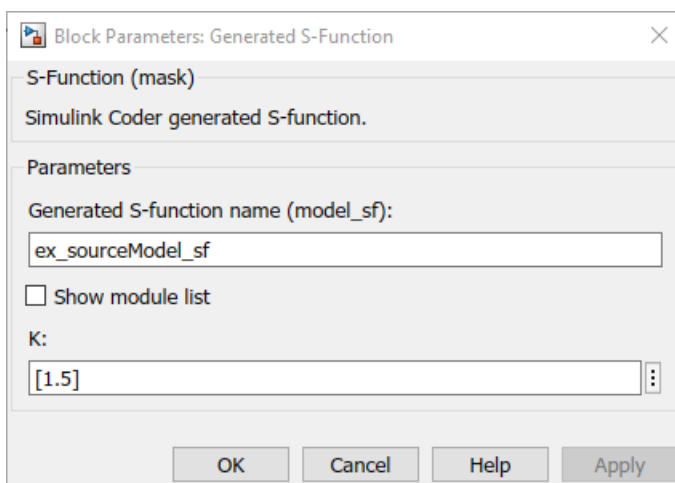 Block Parameters: Generated S-Function
S-Function (mask)
Simulink Coder generated S-function.
Parameters
Generated S-function name (model_sf):
ex_sourceModel_sf
Show module list
K:
[1.5]
OK Cancel Help Apply